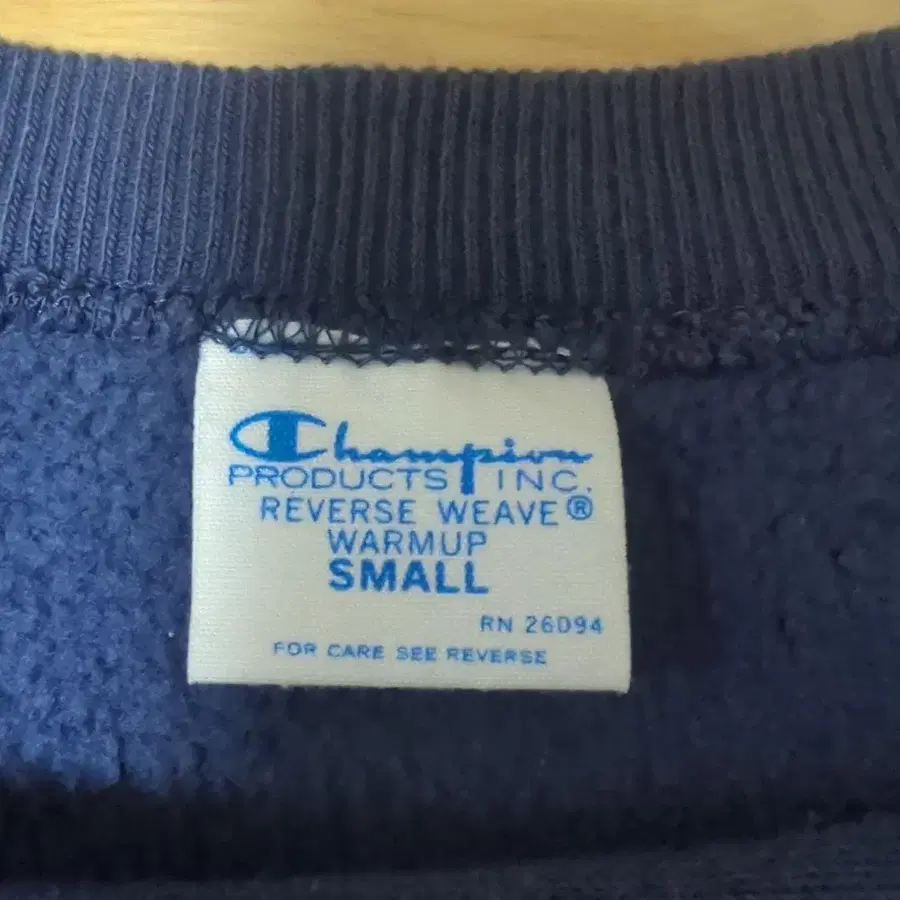 Champion
PRODUCTS INC.
REVERSE WEAVE®
WARMUP
SMALL
RN 26094
FOR CARE SEE REVERSE